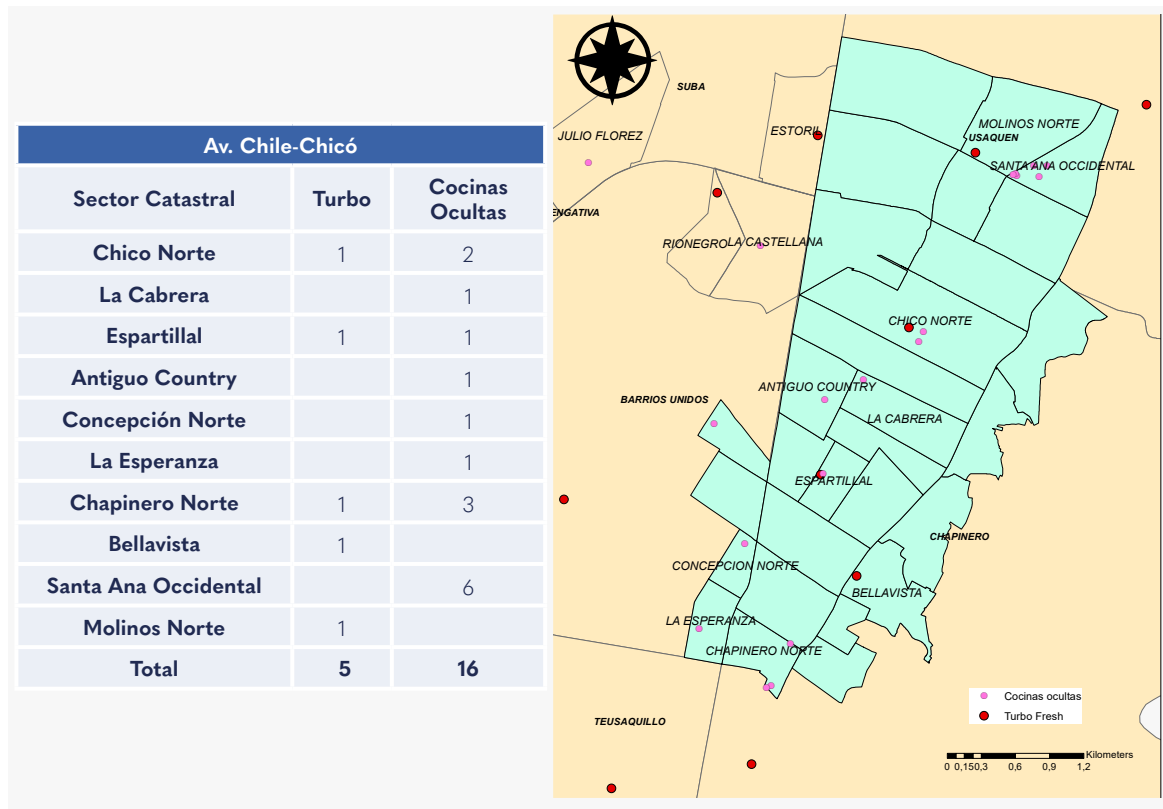 Av. Chile-Chicó
Sector Catastral Turbo Cocinas Ocultas
Chico Norte 1 2
La Cabrera 1
Espartillal 1 1
Antiguo Country 1
Concepción Norte 1
La Esperanza 1
Chapinero Norte 1 3
Bellavista 1
Santa Ana Occidental 6
Molinos Norte 1
Total 5 16
SUBA
JULIO FLOREZ
ESTORIL
MOLINOS NORTE
USAQUEN
SANTA ANA OCCIDENTAL
ENGATIVA
RIONEGRO
LA CASTELLANA
CHICO NORTE
ANTIGUO COUNTRY
BARRIOS UNIDOS
LA CABRERA
ESPARTILLAL
CHAPINERO
CONCEPCION NORTE
BELLAVISTA
LA ESPERANZA
CHAPINERO NORTE
TEUSAQUILLO
Cocinas ocultas
Turbo Fresh
Kilometers
0 0,15 0,3 0,6 0,9 1,2